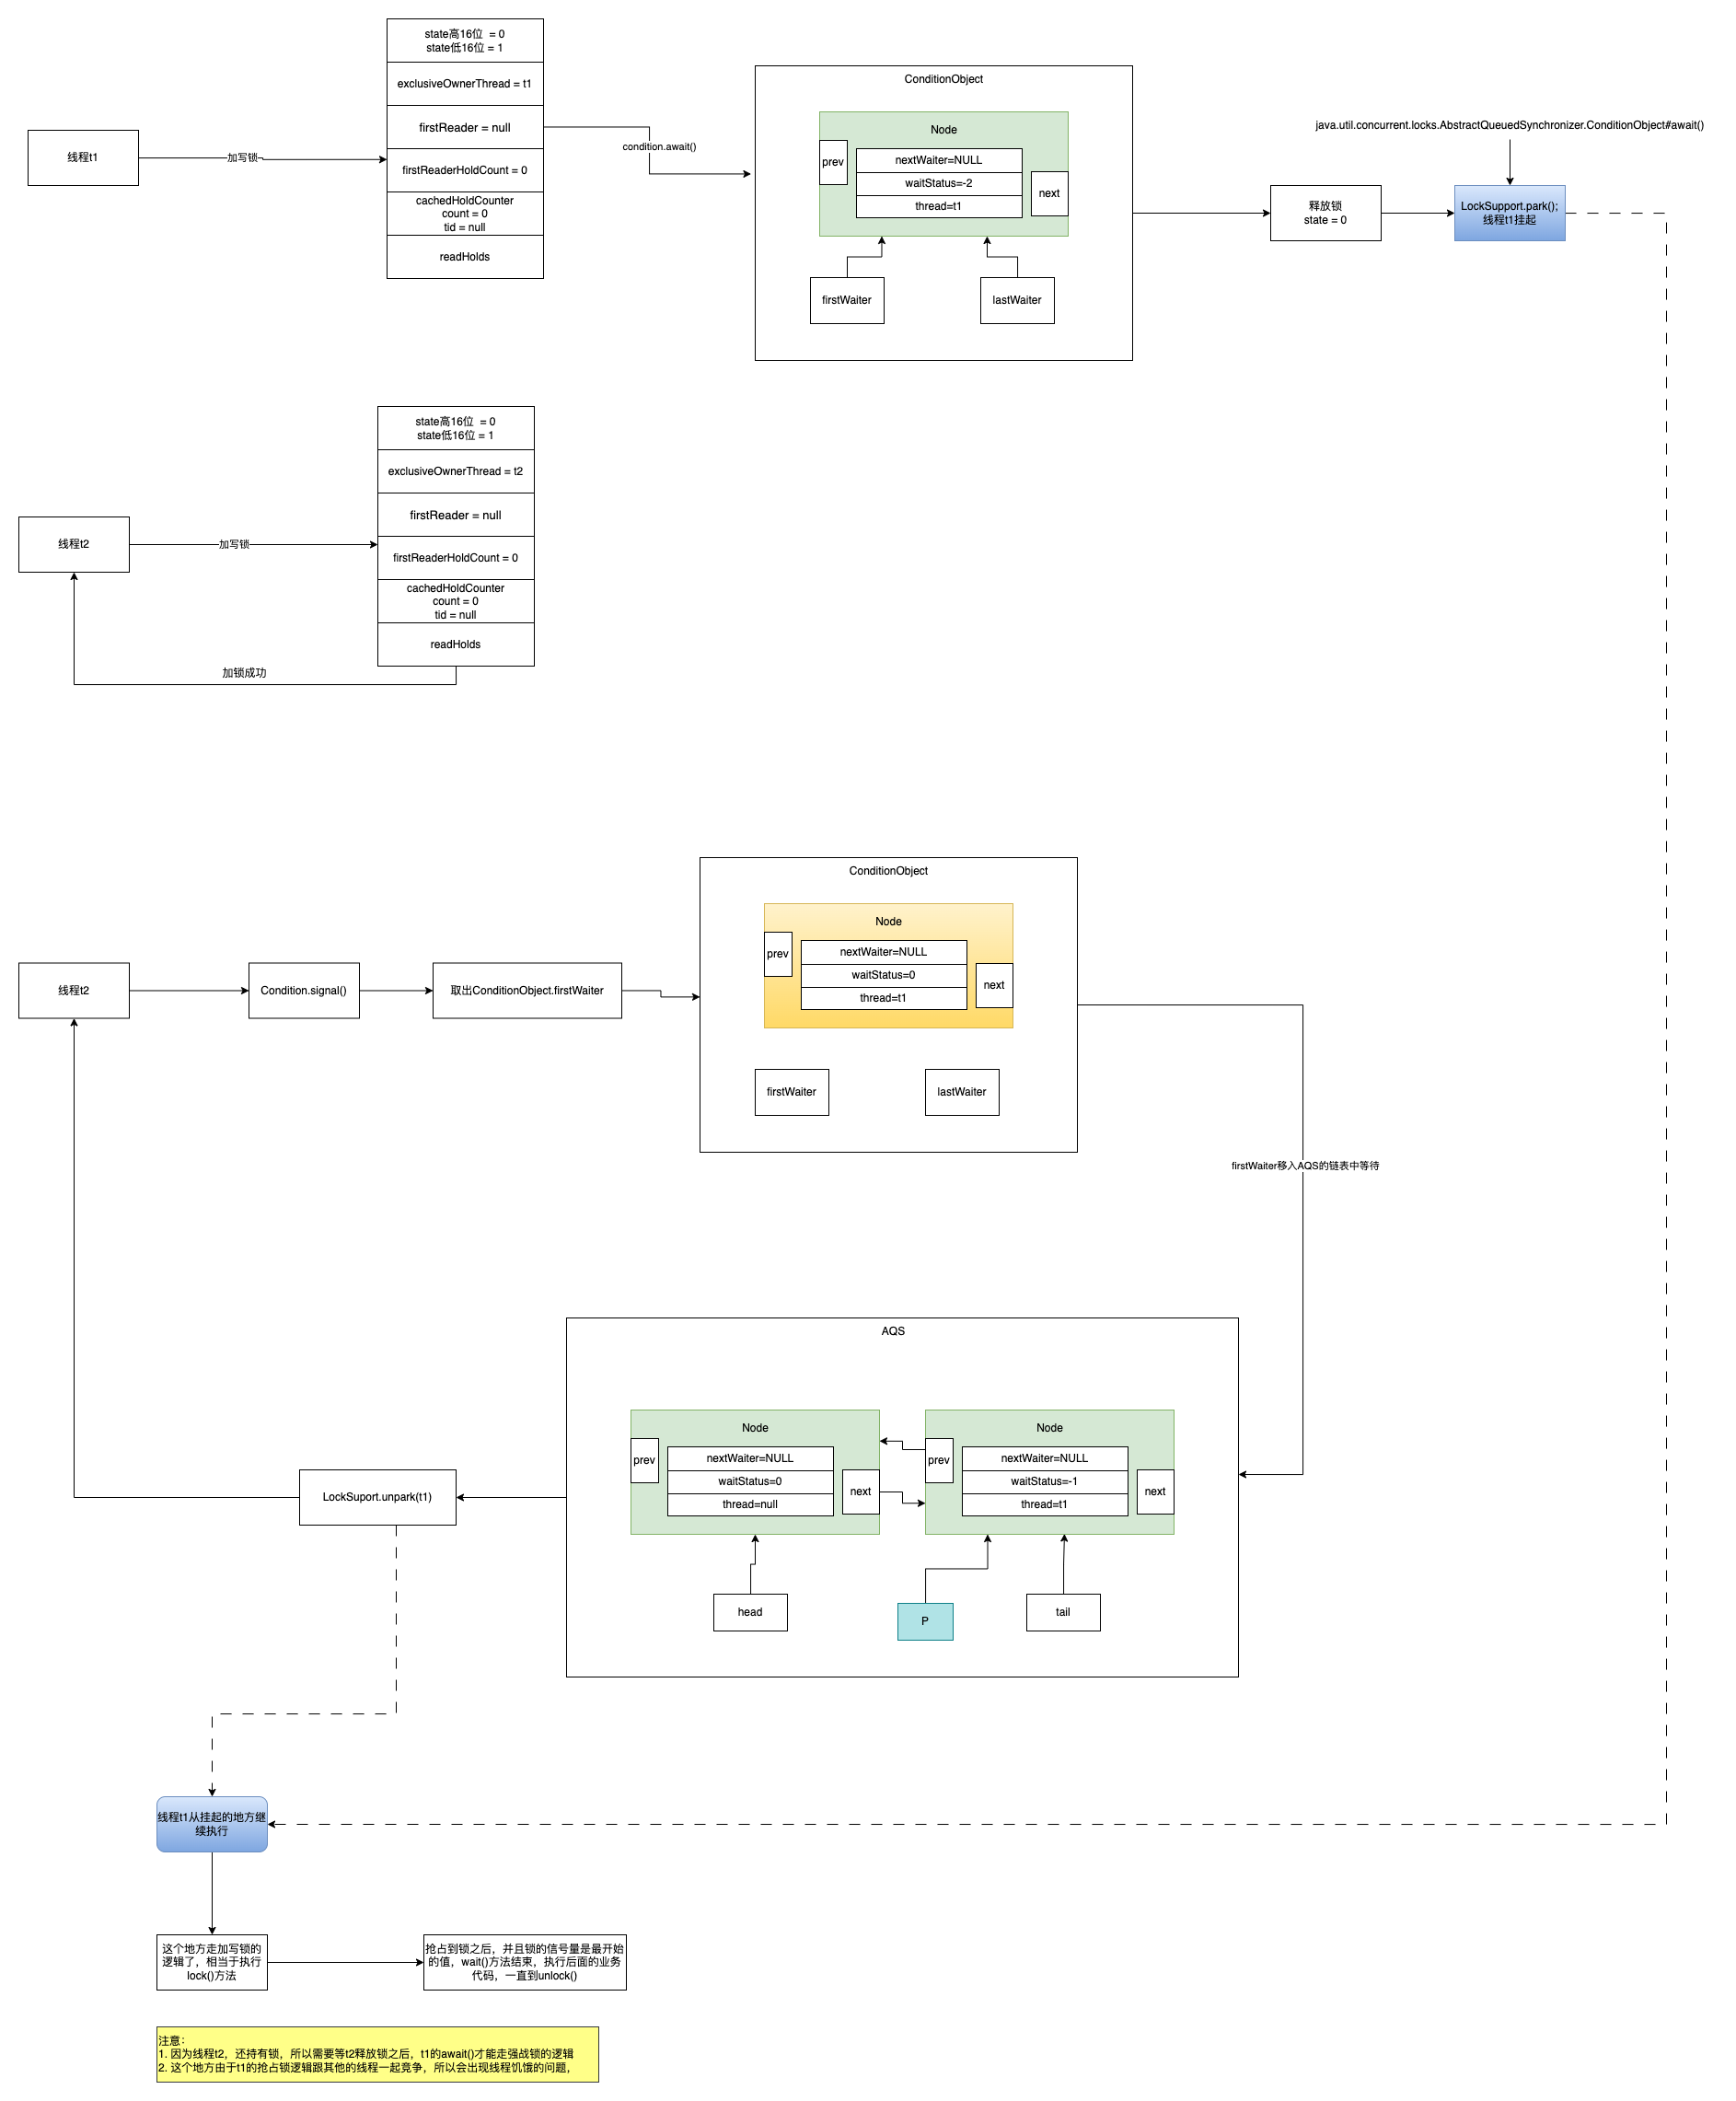 state高16位 = 0
state低16位 = 1
exclusiveOwnerThread = t1
firstReader = null
firstReaderHoldCount = 0
cachedHoldCounter
count = 0
tid = null
readHolds
线程t1
加写锁
condition.await()
ConditionObject
Node
prev
nextWaiter=NULL
waitStatus=-2
thread=t1
next
firstWaiter
lastWaiter
释放锁
state = 0
java.util.concurrent.locks.AbstractQueuedSynchronizer.ConditionObject#await()
LockSupport.park();
线程t1挂起
state高16位 = 0
state低16位 = 1
exclusiveOwnerThread = t2
firstReader = null
firstReaderHoldCount = 0
cachedHoldCounter
count = 0
tid = null
readHolds
线程t2
加写锁
加锁成功
线程t2
Condition.signal()
取出ConditionObject.firstWaiter
ConditionObject
Node
prev
nextWaiter=NULL
waitStatus=0
thread=t1
next
firstWaiter
lastWaiter
firstWaiter移入AQS的链表中等待
AQS
Node
prev
nextWaiter=NULL
waitStatus=0
thread=null
next
Node
prev
nextWaiter=NULL
waitStatus=-1
thread=t1
next
head
P
tail
LockSuport.unpark(t1)
线程t1从挂起的地方继
续执行
这个地方走加写锁的
逻辑了，相当于执行
lock()方法
抢占到锁之后，并且锁的信号量是最开始
的值，wait()方法结束，执行后面的业务
代码，一直到unlock()
注意：
1. 因为线程t2，还持有锁，所以需要等t2释放锁之后，t1的await()才能走强战锁的逻辑
2. 这个地方由于t1的抢占锁逻辑跟其他的线程一起竞争，所以会出现线程饥饿的问题，